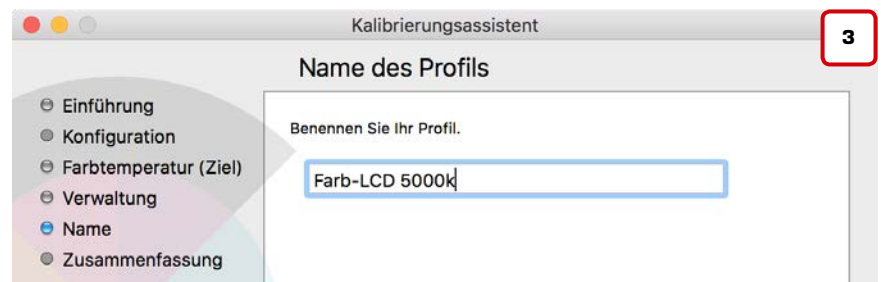 Kalibrierungsassistent
3
Name des Profils
Einführung
Konfiguration
Farbtemperatur (Ziel)
Verwaltung
Name
Zusammenfassung
Benennen Sie Ihr Profil.
Farb-LCD 5000k